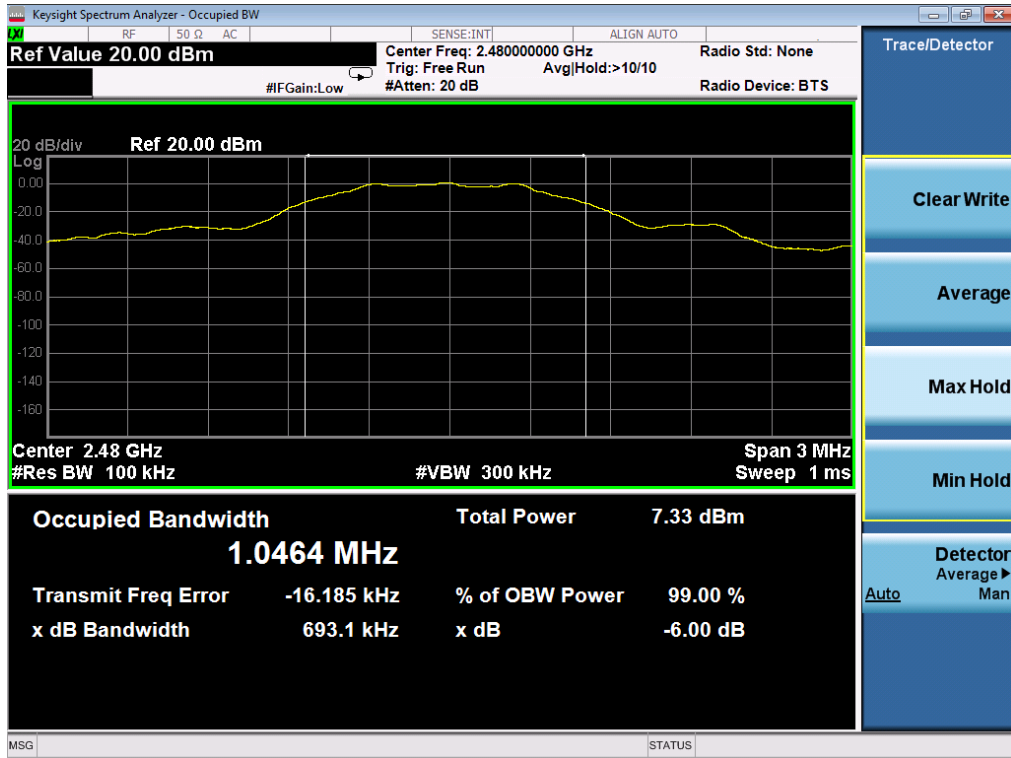 Keysight Spectrum Analyzer - Occupied BW
LXI RF 50 Ω AC SENSE:INT ALIGN AUTO
Ref Value 20.00 dBm
#IFGain:Low
Center Freq: 2.480000000 GHz
Trig: Free Run Avg|Hold:>10/10
#Atten: 20 dB
Radio Std: None
Radio Device: BTS
20 dB/div Ref 20.00 dBm
Log
0.00
-20.0
-40.0
-60.0
-80.0
-100
-120
-140
-160
Center 2.48 GHz Span 3 MHz
#Res BW 100 kHz #VBW 300 kHz Sweep 1 ms
Occupied Bandwidth Total Power 7.33 dBm
1.0464 MHz
Transmit Freq Error -16.185 kHz % of OBW Power 99.00 %
x dB Bandwidth 693.1 kHz x dB -6.00 dB
MSG STATUS
Trace/Detector
Clear Write
Average
Max Hold
Min Hold
Detector
Average▶
Auto Man